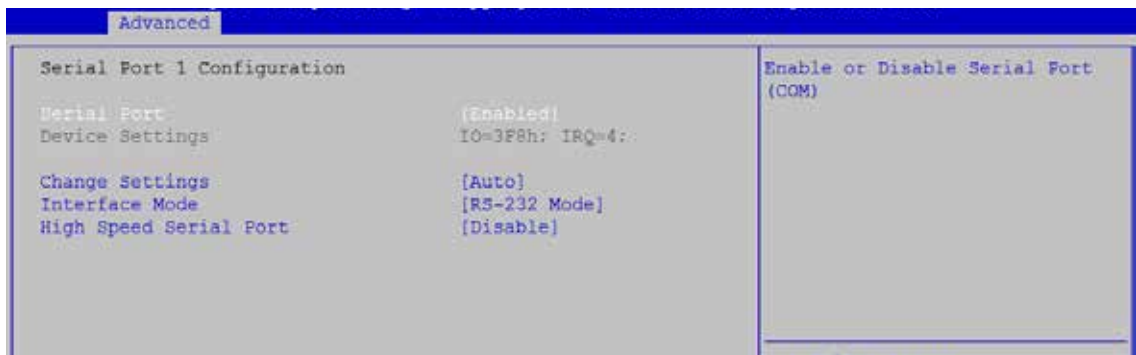 Advanced
Serial Port 1 Configuration
Serial Port [Enabled]
Device Settings IO=3F8h; IRQ=4;
Change Settings [Auto]
Interface Mode [RS-232 Mode]
High Speed Serial Port [Disable]
Enable or Disable Serial Port
(COM)